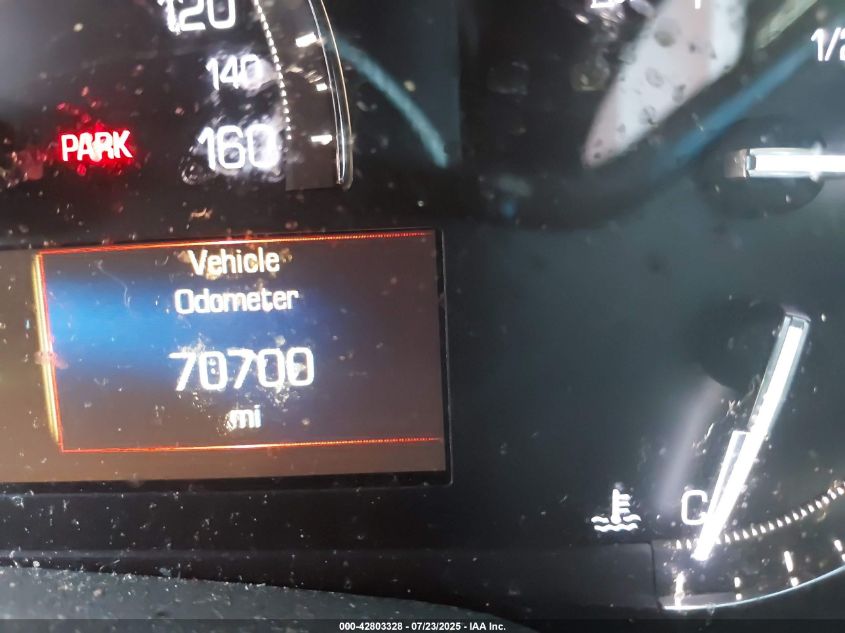 120
140
160
PARK
1/2
Vehicle
Odometer
70700
mi
C
000-42803328 - 07/23/2025 - IAA Inc.